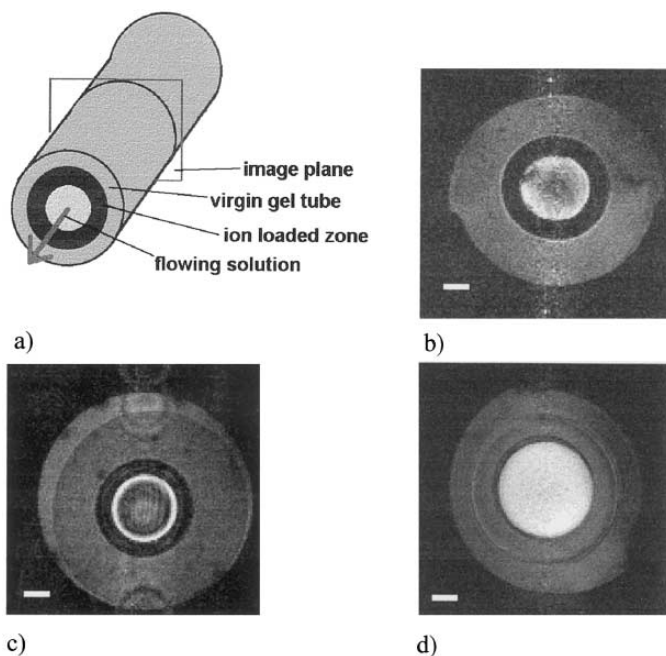 image plane
virgin gel tube
ion loaded zone
flowing solution
a)
b)
c)
d)